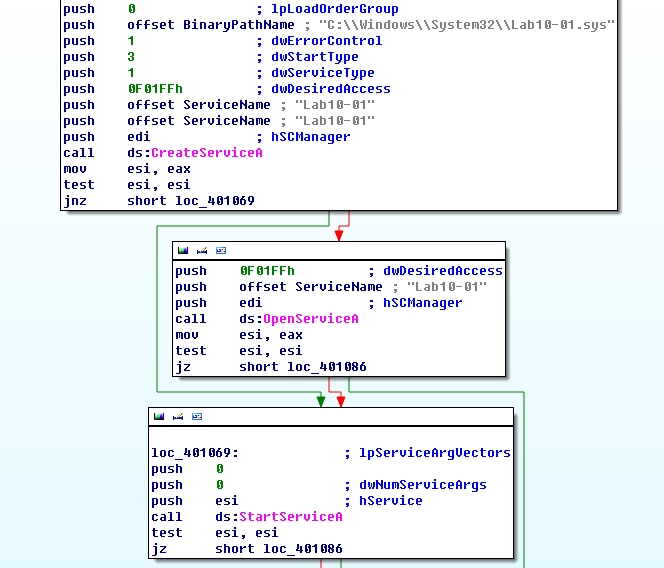 push 0 ; lpLoadOrderGroup
push offset BinaryPathName ; "C:\\Windows\\System32\\Lab10-01.sys"
push 1 ; dwErrorControl
push 3 ; dwStartType
push 1 ; dwServiceType
push 0F01FFh ; dwDesiredAccess
push offset ServiceName ; "Lab10-01"
push offset ServiceName ; "Lab10-01"
push edi ; hSCManager
call ds:CreateServiceA
mov esi, eax
test esi, esi
jnz short loc_401069
push 0F01FFh ; dwDesiredAccess
push offset ServiceName ; "Lab10-01"
push edi ; hSCManager
call ds:OpenServiceA
mov esi, eax
test esi, esi
jz short loc_401086
loc_401069: ; lpServiceArgVectors
push 0
push 0 ; dwNumServiceArgs
push esi ; hService
call ds:StartServiceA
test esi, esi
jz short loc_401086